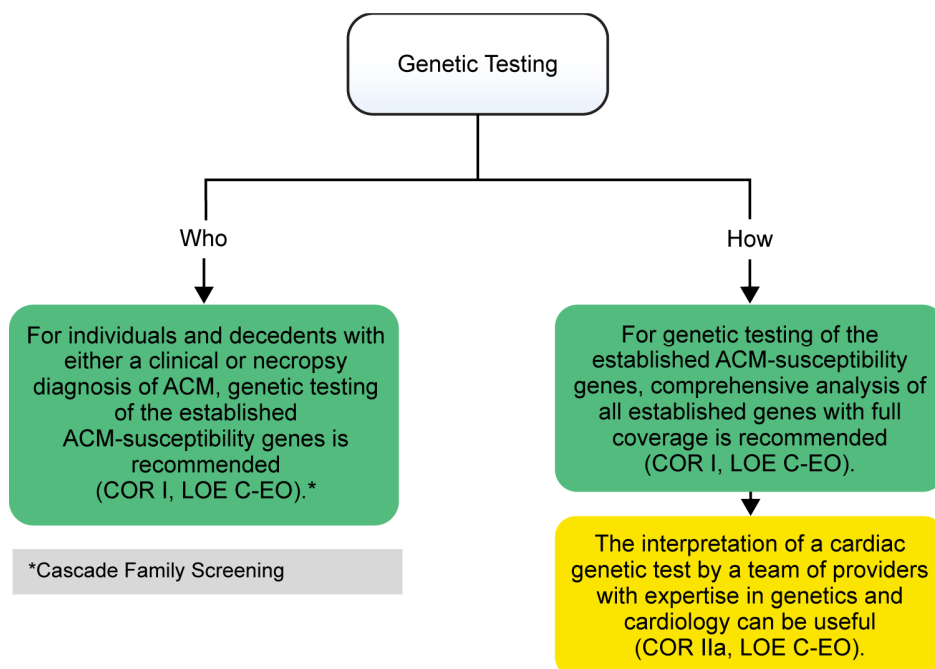 Genetic Testing
Who
How
For individuals and decedents with
either a clinical or necropsy
diagnosis of ACM, genetic testing
of the established
ACM-susceptibility genes is
recommended
(COR I, LOE C-EO).*
*Cascade Family Screening
For genetic testing of the
established ACM-susceptibility
genes, comprehensive analysis of
all established genes with full
coverage is recommended
(COR I, LOE C-EO).
The interpretation of a cardiac
genetic test by a team of providers
with expertise in genetics and
cardiology can be useful
(COR IIa, LOE C-EO).